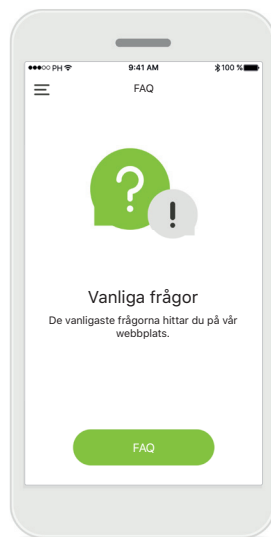 PH 9:41 AM 100 %
FAQ
?
!
Vanliga frågor
De vanligaste frågorna hittar du på vår
webbplats.
FAQ